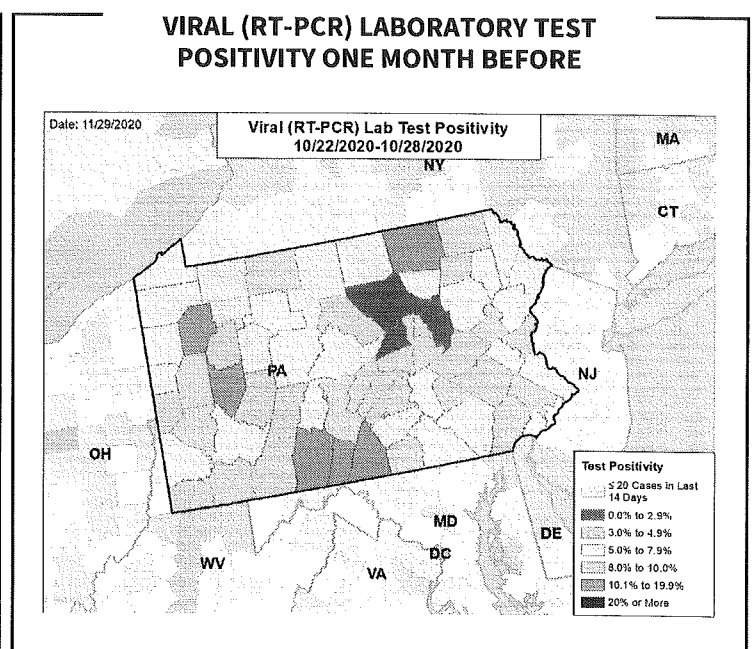 VIRAL (RT-PCR) LABORATORY TEST
POSITIVITY ONE MONTH BEFORE
Date: 11/29/2020
Viral (RT-PCR) Lab Test Positivity
10/22/2020-10/28/2020
NY
MA
CT
PA
NJ
OH
MD
DE
WV
DC
VA
Test Positivity
≤ 20 Cases in Last
14 Days
0.0% to 2.9%
3.0% to 4.9%
5.0% to 7.9%
8.0% to 10.0%
10.1% to 19.9%
20% or More